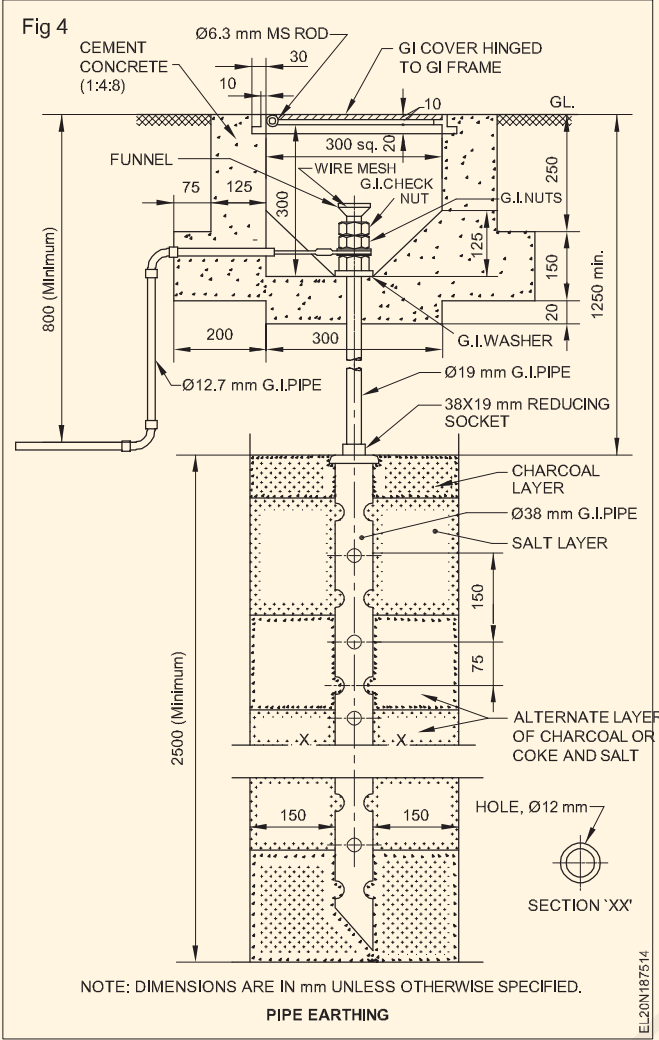 Fig 4
Ø6.3 mm MS ROD
CEMENT
CONCRETE
(1:4:8)
30
10
GI COVER HINGED
TO GI FRAME
10
GL.
300 sq.
20
FUNNEL
WIRE MESH
G.I.CHECK
NUT
G.I.NUTS
75
125
300
250
125
150
20
800 (Minimum)
1250 min.
200
300
G.I.WASHER
Ø12.7 mm G.I.PIPE
Ø19 mm G.I.PIPE
38X19 mm REDUCING
SOCKET
CHARCOAL
LAYER
Ø38 mm G.I.PIPE
SALT LAYER
150
75
2500 (Minimum)
ALTERNATE LAYER
OF CHARCOAL OR
COKE AND SALT
X
X
150
150
HOLE, Ø12 mm
SECTION `XX'
NOTE: DIMENSIONS ARE IN mm UNLESS OTHERWISE SPECIFIED.
PIPE EARTHING
EL20N187514